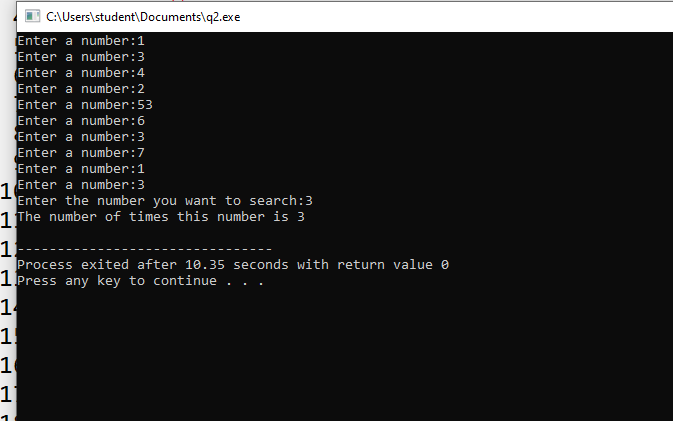 C:\Users\student\Documents\q2.exe
Enter a number:1
Enter a number:3
Enter a number:4
Enter a number:2
Enter a number:53
Enter a number:6
Enter a number:3
Enter a number:7
Enter a number:1
Enter a number:3
Enter the number you want to search:3
The number of times this number is 3
--------------------------------
Process exited after 10.35 seconds with return value 0
Press any key to continue . . .